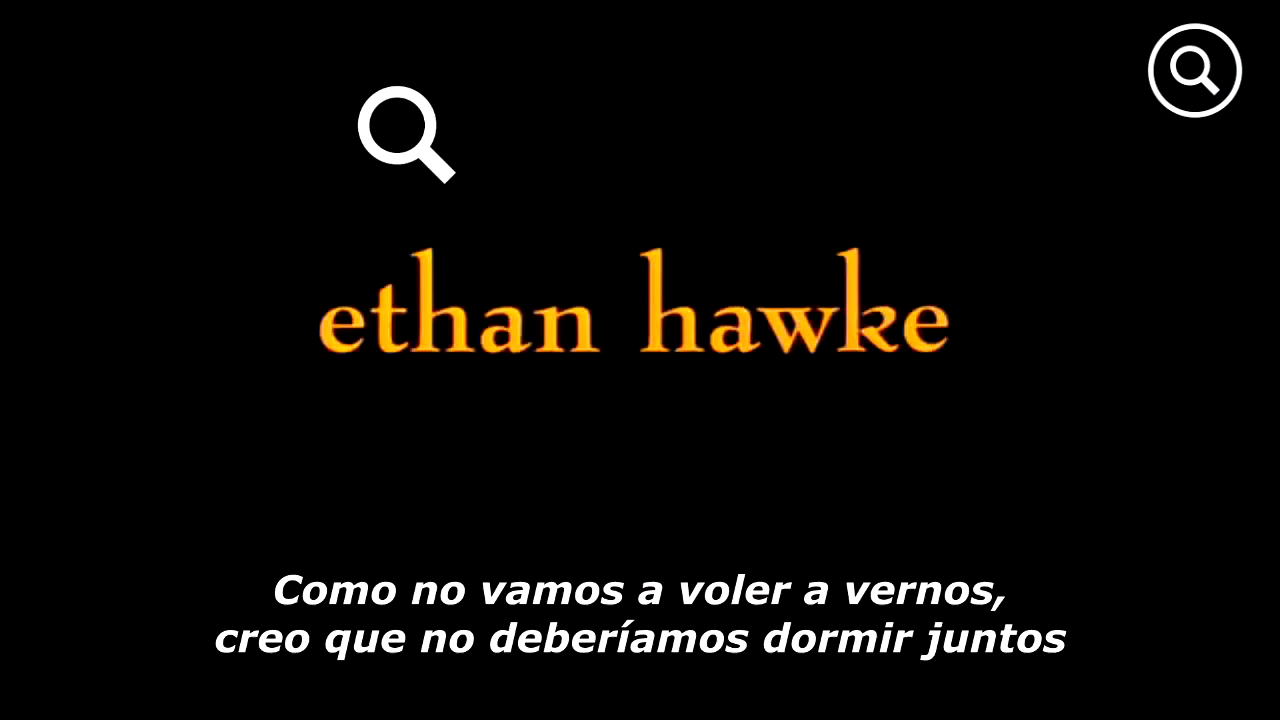 ethan hawke
Como no vamos a voler a vernos,
creo que no deberíamos dormir juntos